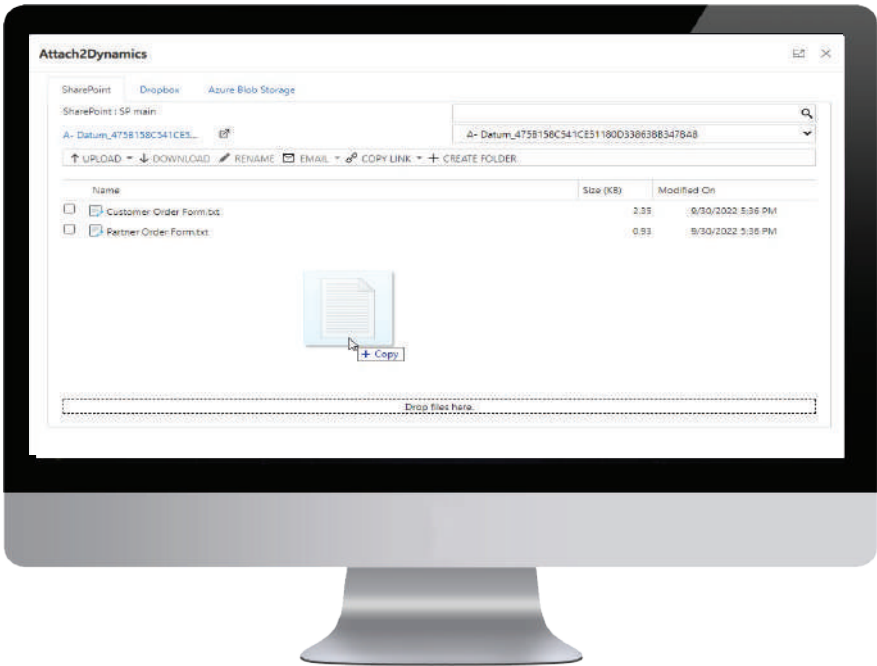 Attach2Dynamics
SharePoint Dropbox Azure Blob Storage
SharePoint : SP main
A- Datum_475B158C541CE5... A- Datum_475B158C541CE51180D33863BB347BA8
UPLOAD DOWNLOAD RENAME EMAIL COPY LINK CREATE FOLDER
Name Size (KB) Modified On
Customer Order Form.txt 2.35 9/30/2022 5:36 PM
Partner Order Form.txt 0.93 9/30/2022 5:36 PM
+ Copy
Drop files here.